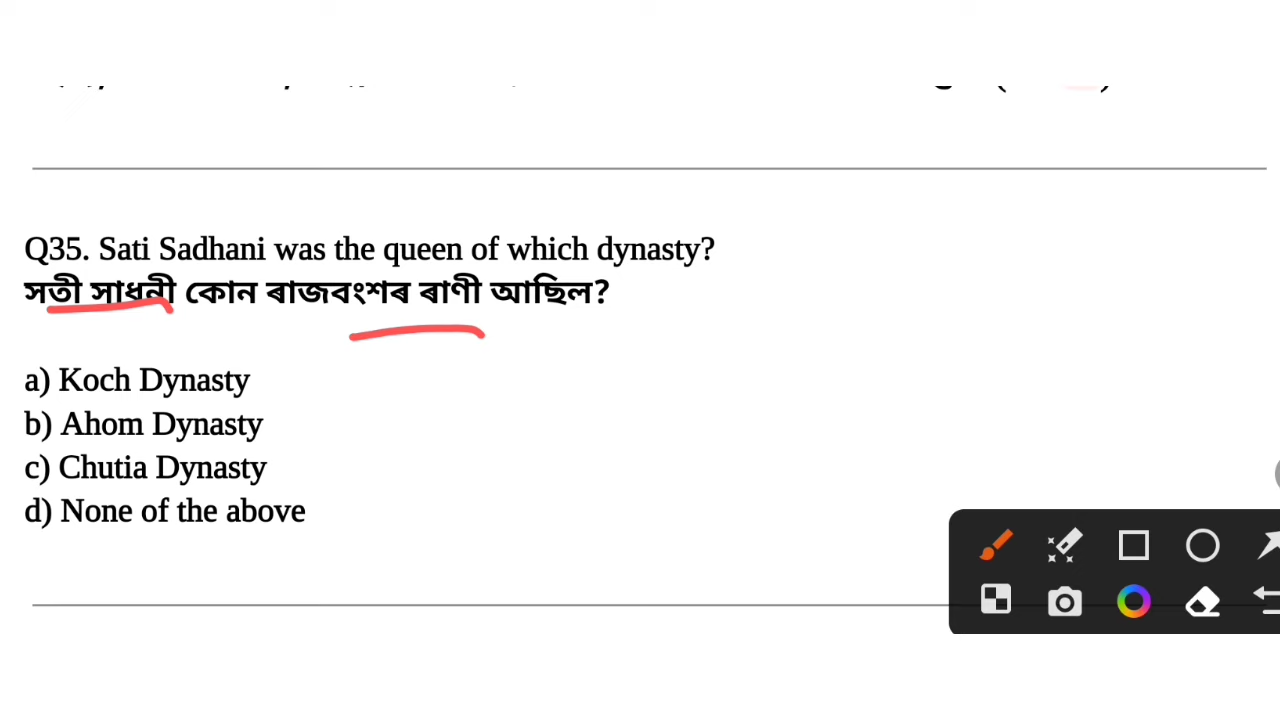 Q35. Sati Sadhani was the queen of which dynasty?
সতী সাধনী কোন ৰাজবংশৰ ৰাণী আছিল?
a) Koch Dynasty
b) Ahom Dynasty
c) Chutia Dynasty
d) None of the above